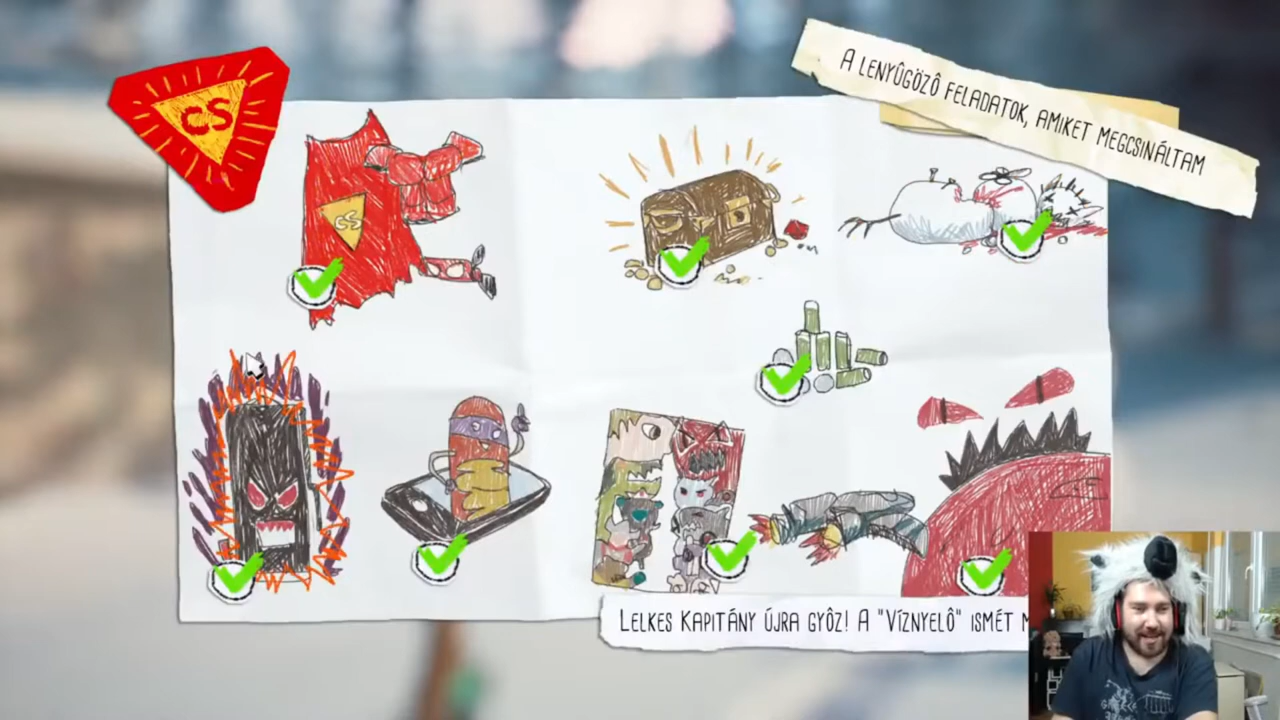 CS
A LENYŰGÖZŐ FELADATOK, AMIKET MEGCSINÁLTAM
CS
LELKES KAPITÁNY ÚJRA GYŐZ! A "VÍZNYELŐ" ISMÉT